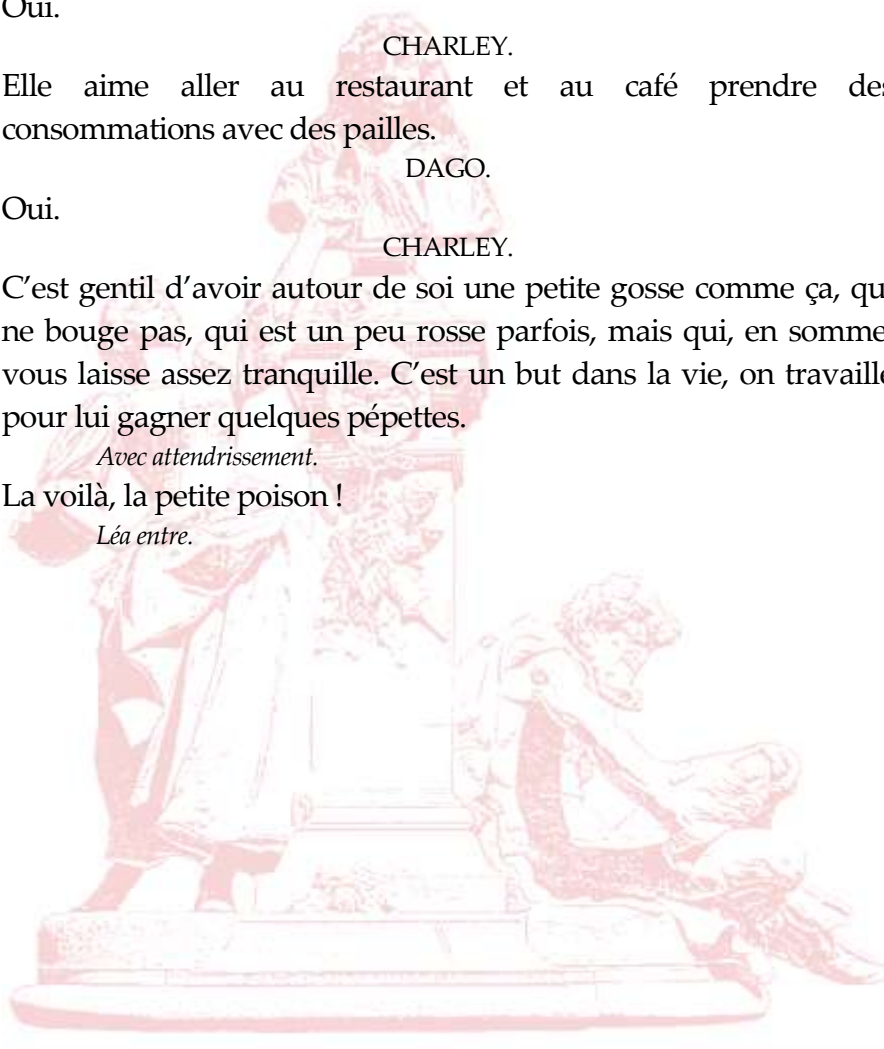 Oui.
CHARLEY.
Elle aime aller au restaurant et au café prendre des
consommations avec des pailles.
DAGO.
Oui.
CHARLEY.
C’est gentil d’avoir autour de soi une petite gosse comme ça, qu
ne bouge pas, qui est un peu rosse parfois, mais qui, en somme
vous laisse assez tranquille. C’est un but dans la vie, on travaille
pour lui gagner quelques pépettes.
Avec attendrissement.
La voilà, la petite poison !
Léa entre.